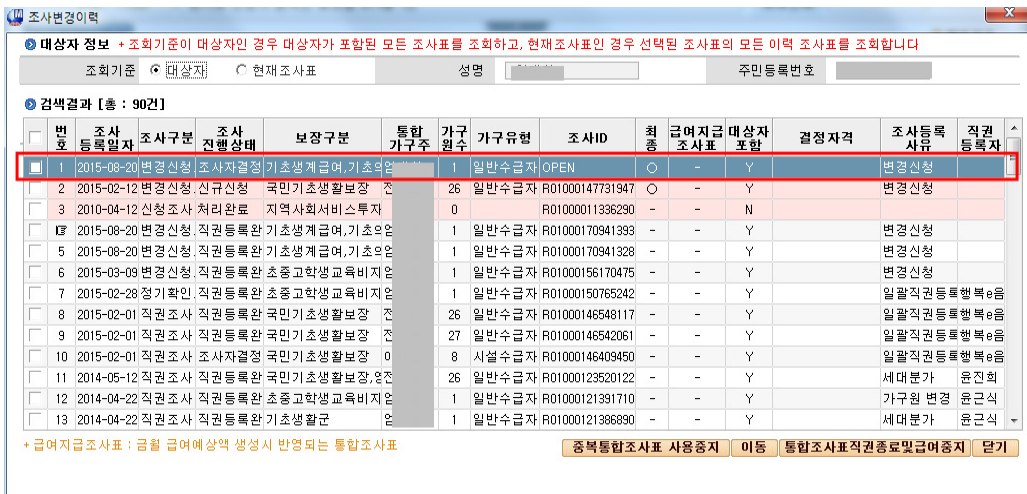 조사변경이력
대상자 정보 + 조회기준이 대상자인 경우 대상자가 포함된 모든 조사표를 조회하고, 현재조사표인 경우 선택된 조사표의 모든 이력 조사표를 조회합니다
조회기준 대상자 현재조사표 성명 주민등록번호
검색결과 [총 : 90건]
번호 조사등록일자 조사구분 조사진행상태 보장구분 통합가구주 가구원수 가구유형 조사ID 최종 급여지급조사표 대상자포함 결정자격 조사등록사유 직권등록자
1 2015-08-20 변경신청 조사자결정 기초생계급여,기초의 엄 1 일반수급자 OPEN ○ - Y 변경신청
2 2015-02-12 변경신청 신규신청 국민기초생활보장 전 26 일반수급자 R01000147731947 ○ - Y 변경신청
3 2010-04-12 신청조사 처리완료 지역사회서비스투자 0 R01000011336290 - - N
2015-08-20 변경신청 직권등록완 기초생계급여,기초의 엄 1 일반수급자 R01000170941393 - - Y 변경신청
5 2015-08-20 변경신청 직권등록완 기초생계급여,기초의 엄 1 일반수급자 R01000170941328 - - Y 변경신청
6 2015-03-09 변경신청 직권등록완 초중고학생교육비지 엄 1 일반수급자 R01000156170475 - - Y 변경신청
7 2015-02-28 정기확인 직권등록완 초중고학생교육비지 엄 1 일반수급자 R01000150765242 - - Y 일괄직권등록 행복e음
8 2015-02-01 직권조사 직권등록완 국민기초생활보장 전 26 일반수급자 R01000146548117 - - Y 일괄직권등록 행복e음
9 2015-02-01 직권조사 직권등록완 국민기초생활보장 전 27 일반수급자 R01000146542061 - - Y 일괄직권등록 행복e음
10 2015-02-01 직권조사 조사자결정 국민기초생활보장 이 8 시설수급자 R01000146409450 - - Y 일괄직권등록 행복e음
11 2014-05-12 직권조사 직권등록완 국민기초생활보장,영 전 26 일반수급자 R01000123520122 - - Y 세대분가 윤진희
12 2014-04-22 직권조사 직권등록완 초중고학생교육비지 엄 1 일반수급자 R01000121391710 - - Y 가구원 변경 윤근식
13 2014-04-22 직권조사 직권등록완 기초생활군 엄 1 일반수급자 R01000121386890 - - Y 세대분가 윤근식
+ 급여지급조사표 : 금월 급여예상액 생성시 반영되는 통합조사표
중복통합조사표 사용중지 이동 통합조사표직권종료및급여중지 닫기